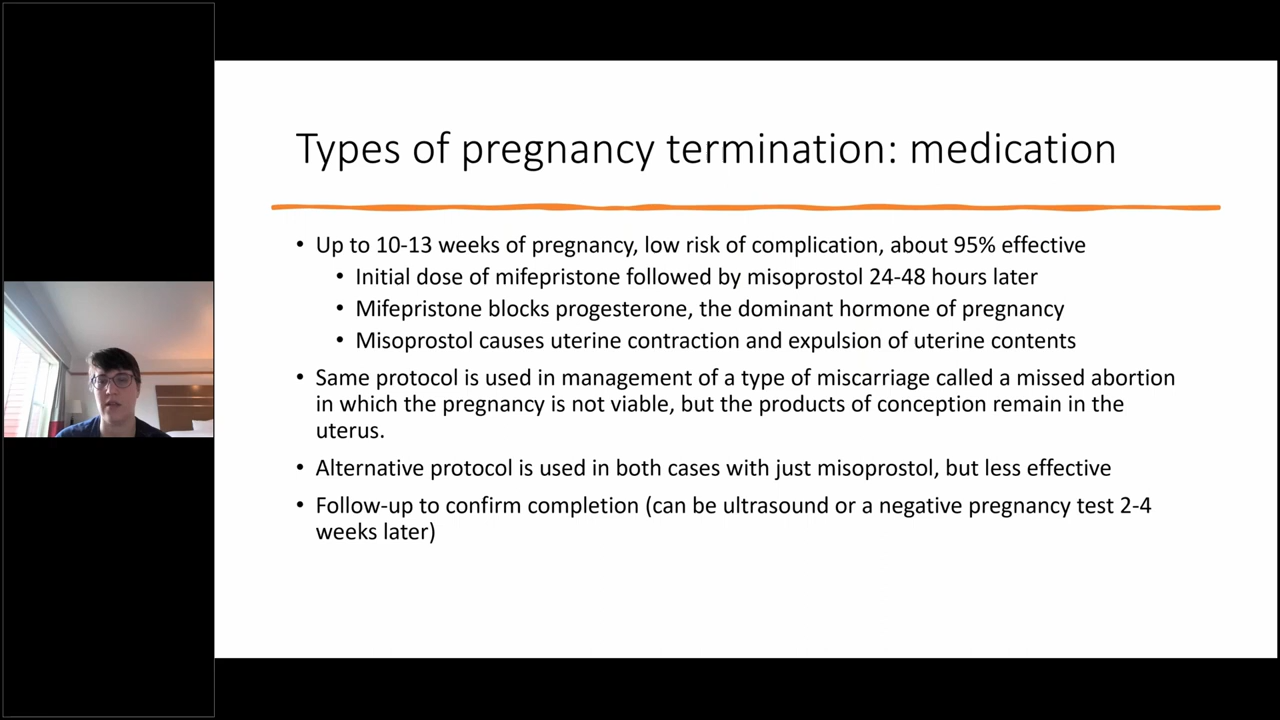 Types of pregnancy termination: medication
• Up to 10-13 weeks of pregnancy, low risk of complication, about 95% effective
• Initial dose of mifepristone followed by misoprostol 24-48 hours later
• Mifepristone blocks progesterone, the dominant hormone of pregnancy
• Misoprostol causes uterine contraction and expulsion of uterine contents
• Same protocol is used in management of a type of miscarriage called a missed abortion
in which the pregnancy is not viable, but the products of conception remain in the
uterus.
• Alternative protocol is used in both cases with just misoprostol, but less effective
• Follow-up to confirm completion (can be ultrasound or a negative pregnancy test 2-4
weeks later)